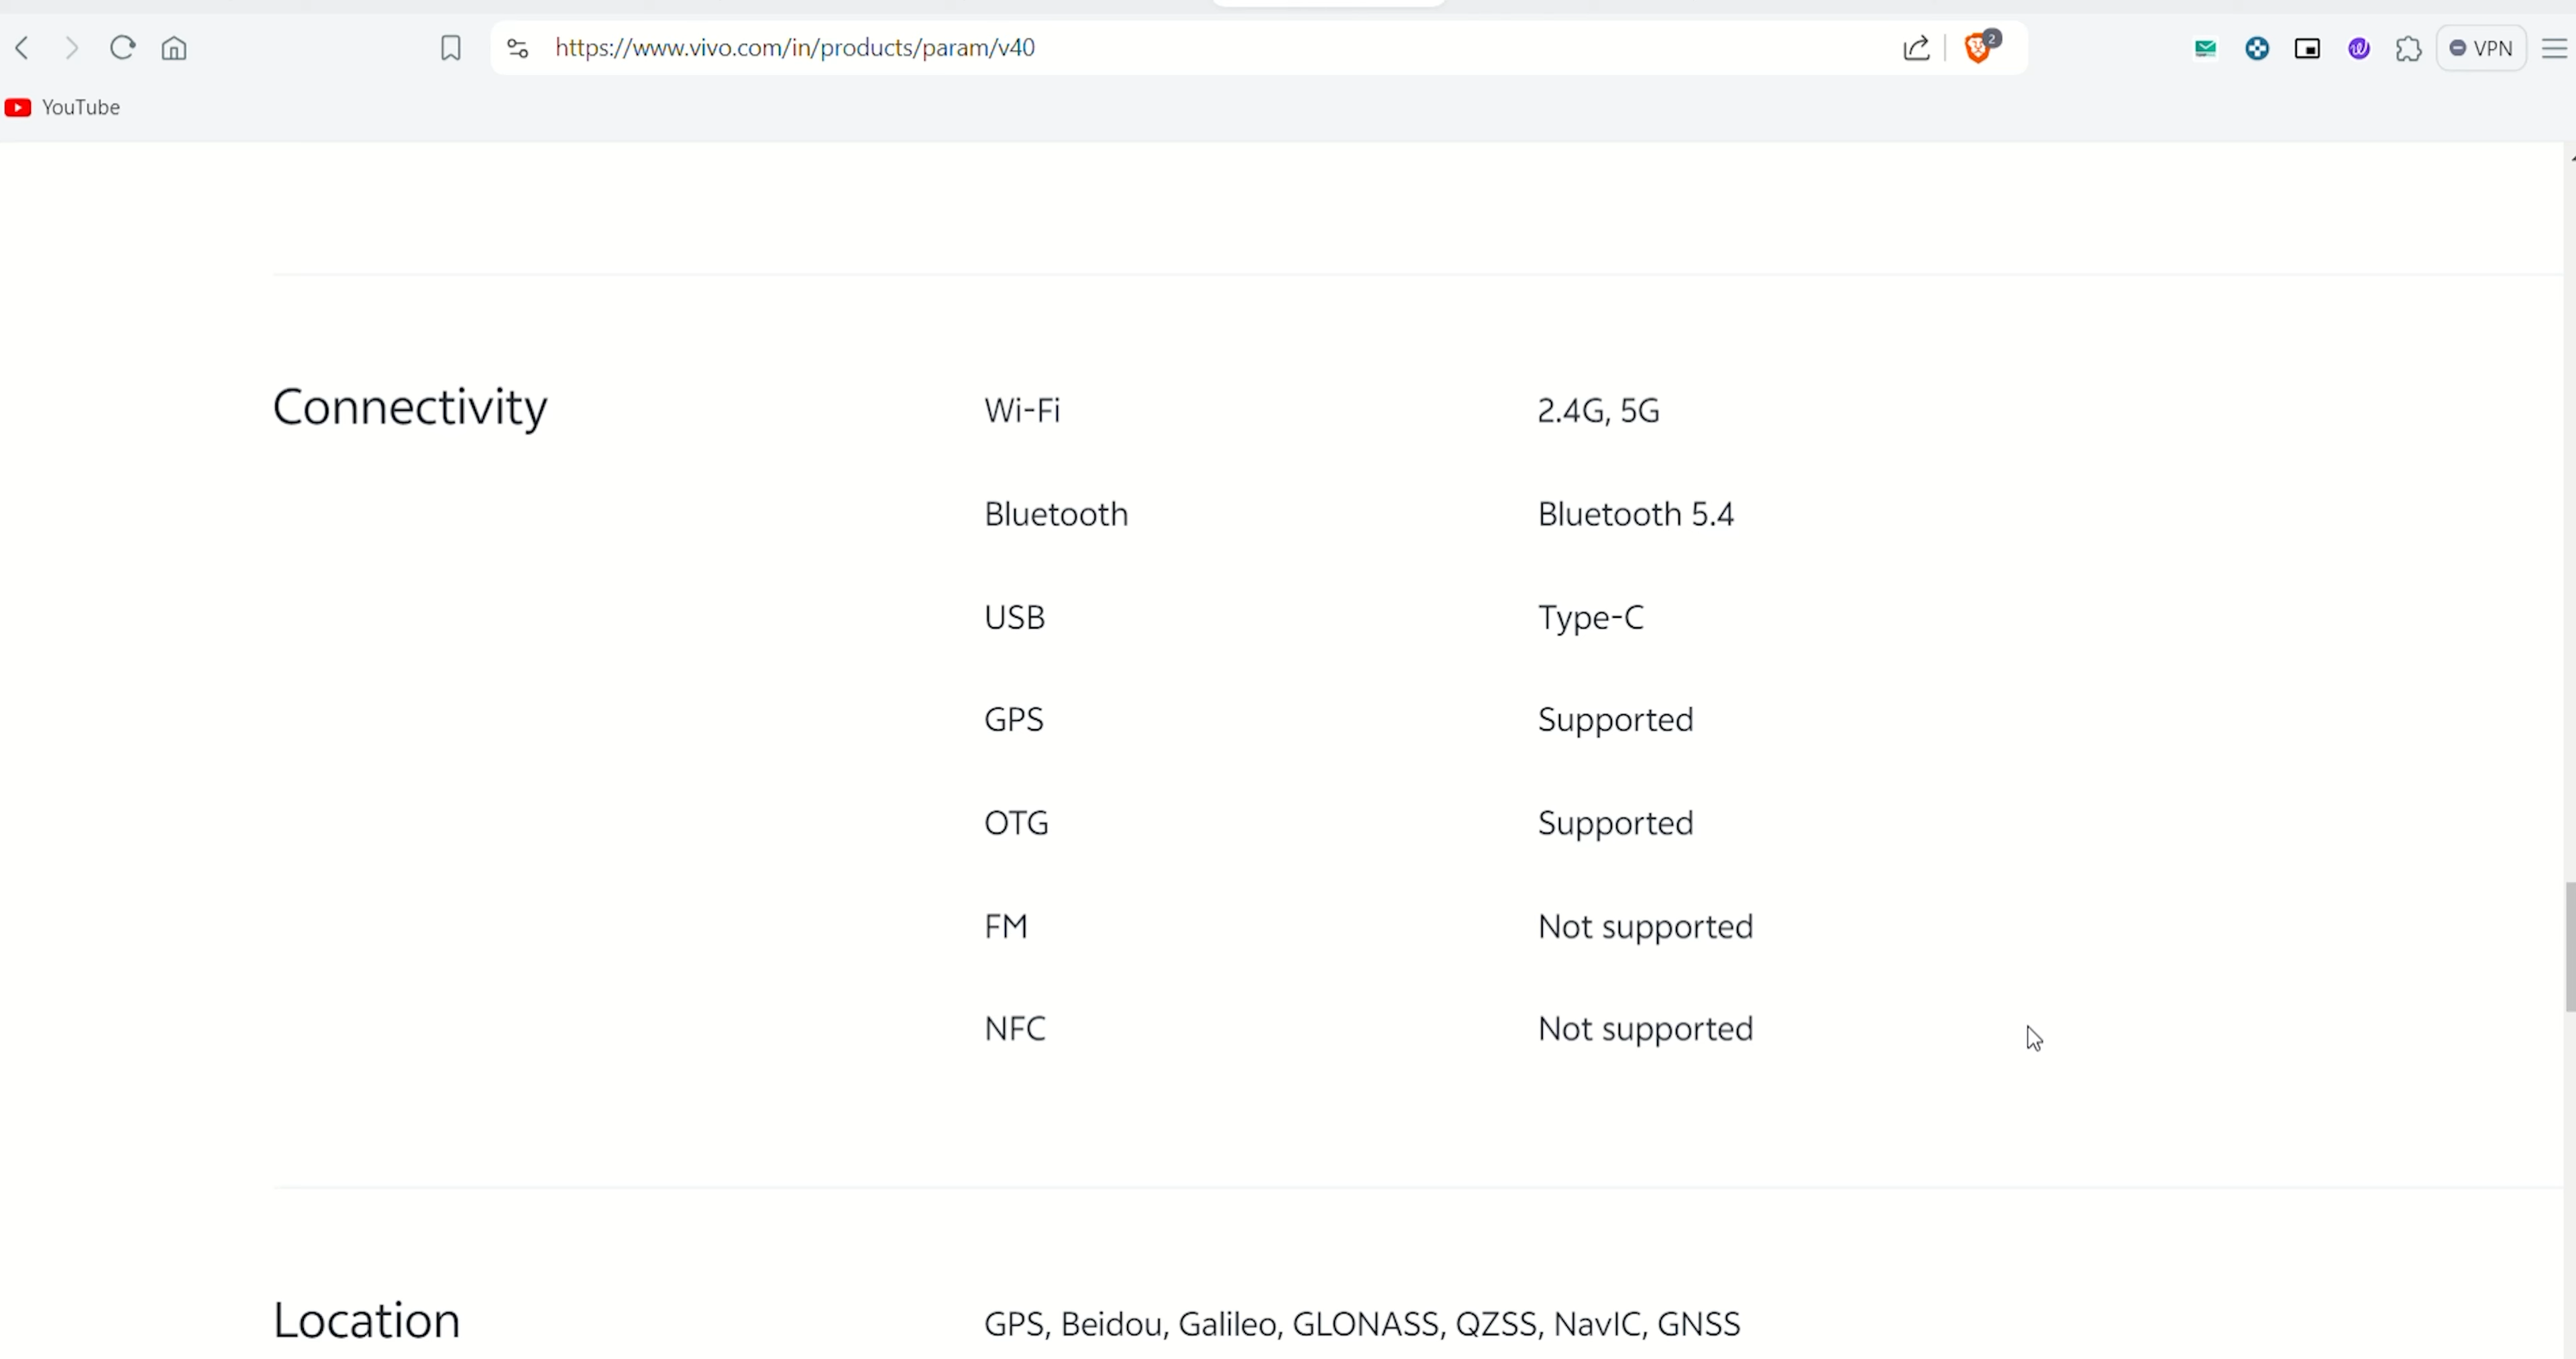 https://www.vivo.com/in/products/param/v40
2
VPN
YouTube
Connectivity
Wi-Fi 2.4G, 5G
Bluetooth Bluetooth 5.4
USB Type-C
GPS Supported
OTG Supported
FM Not supported
NFC Not supported
Location GPS, Beidou, Galileo, GLONASS, QZSS, NavIC, GNSS